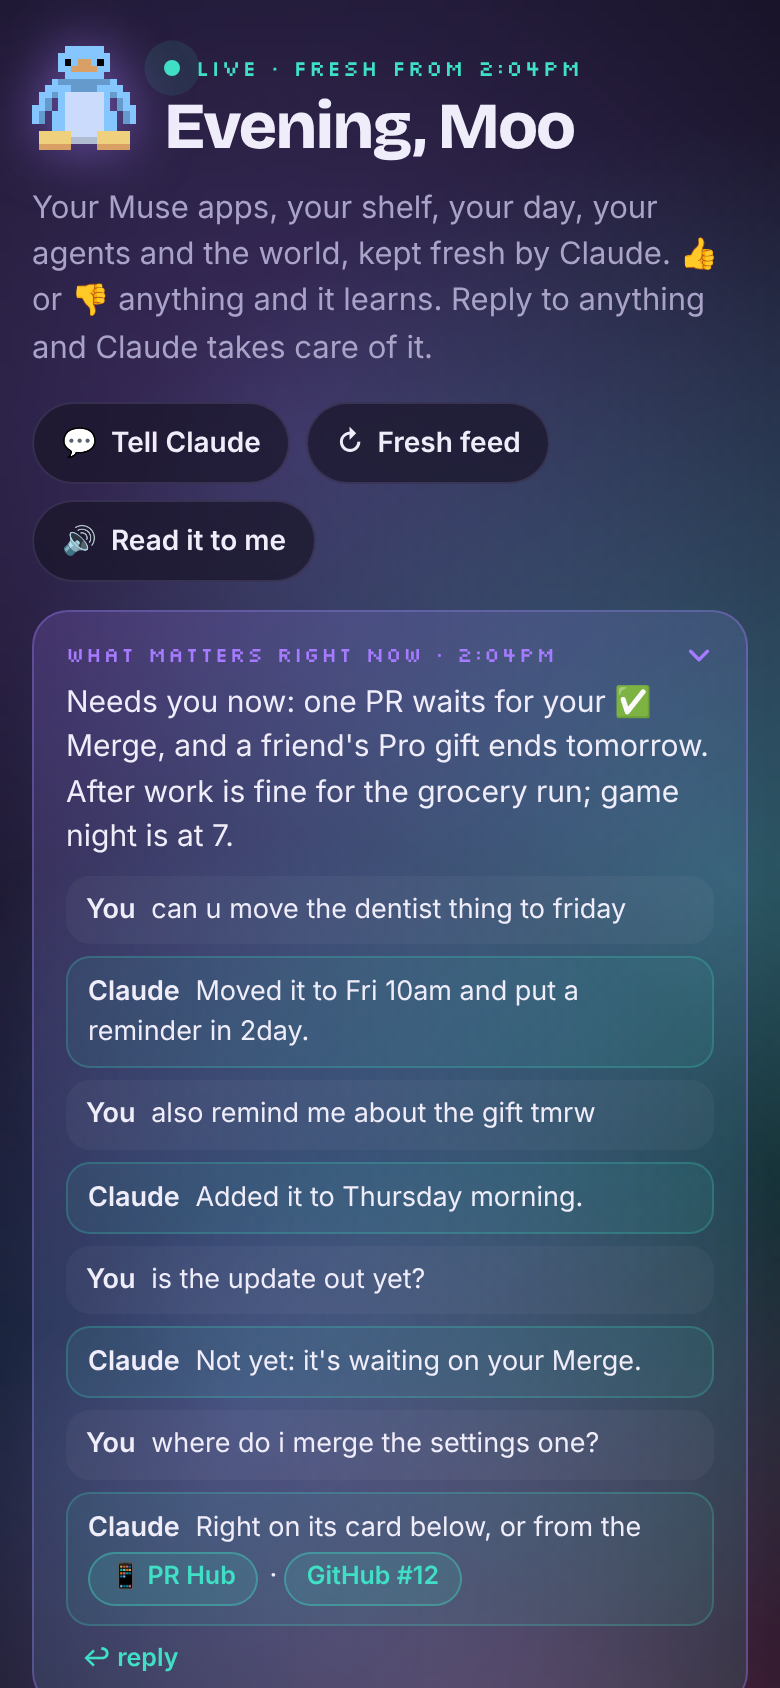 LIVE · FRESH FROM 2:04PM
Evening, Moo
Your Muse apps, your shelf, your day, your
agents and the world, kept fresh by Claude. 👍
or 👎 anything and it learns. Reply to anything
and Claude takes care of it.
💬 Tell Claude
↻ Fresh feed
🔊 Read it to me
WHAT MATTERS RIGHT NOW · 2:04PM
Needs you now: one PR waits for your ✅
Merge, and a friend's Pro gift ends tomorrow.
After work is fine for the grocery run; game
night is at 7.
You can u move the dentist thing to friday
Claude Moved it to Fri 10am and put a
reminder in 2day.
You also remind me about the gift tmrw
Claude Added it to Thursday morning.
You is the update out yet?
Claude Not yet: it's waiting on your Merge.
You where do i merge the settings one?
Claude Right on its card below, or from the
📱 PR Hub · GitHub #12
↩ reply